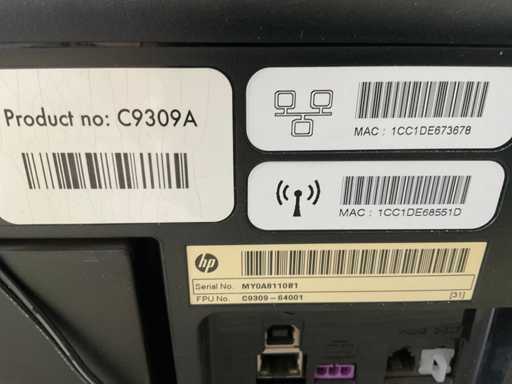 Product no: C9309A
MAC : 1CC1DE673678
MAC : 1CC1DE68551D
hp
Serial No. MY0A8110B1
FPU No. C9309-64001
[31]